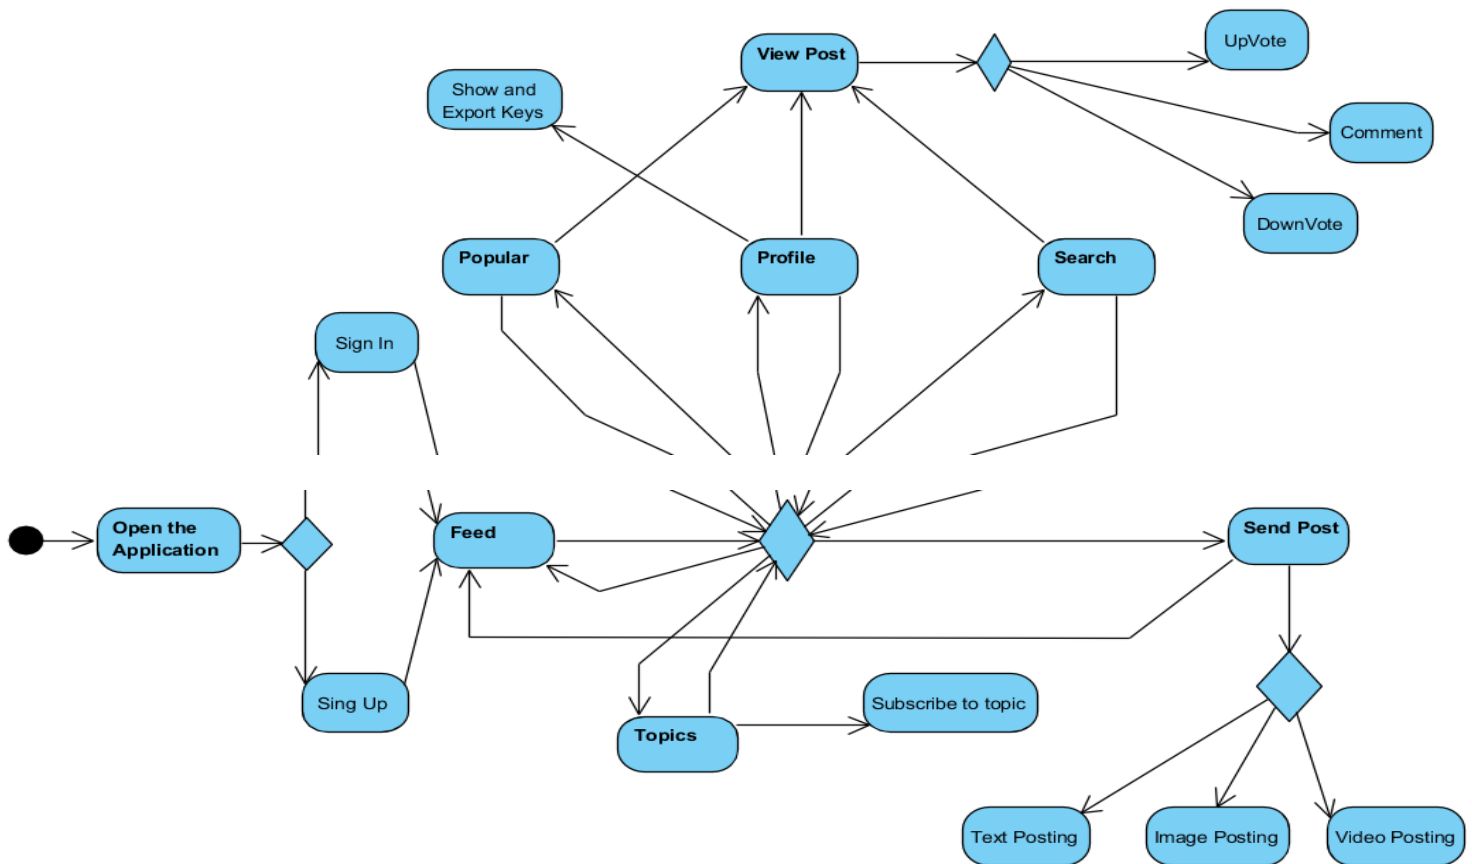 UpVote
View Post
Show and
Export Keys
Comment
DownVote
Popular
Profile
Search
Sign In
Open the
Application
Feed
Send Post
Sing Up
Subscribe to topic
Topics
Text Posting
Image Posting
Video Posting